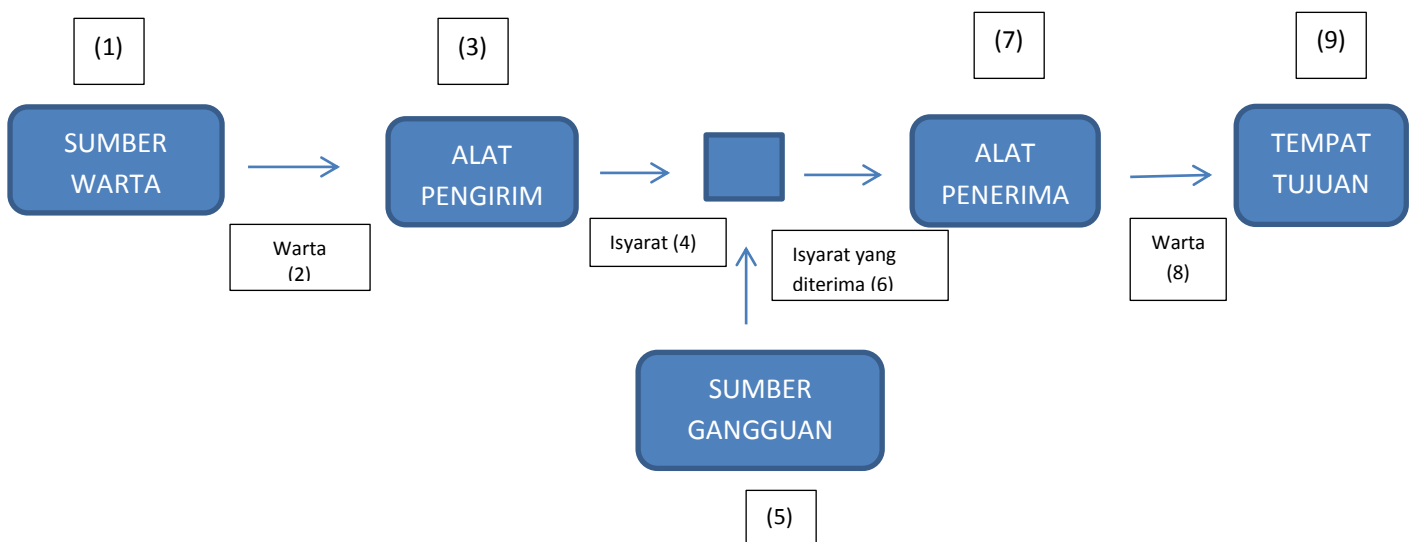 (1)
(3)
(7)
(9)
SUMBER
WARTA
ALAT
PENGIRIM
ALAT
PENERIMA
TEMPAT
TUJUAN
Warta
(2)
Isyarat (4)
Isyarat yang
diterima (6)
Warta
(8)
SUMBER
GANGGUAN
(5)